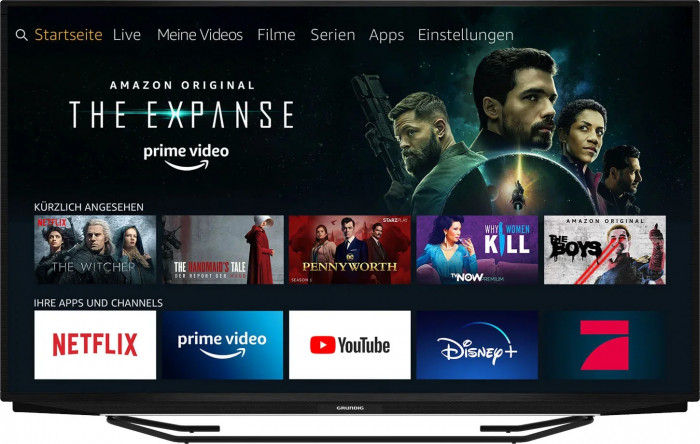 Startseite Live Meine Videos Filme Serien Apps Einstellungen
AMAZON ORIGINAL
THE EXPANSE
prime video
KÜRZLICH ANGESEHEN
NETFLIX
THE WITCHER
THE HANDMAID'S TALE
DER REPORT DER MAGD
STARZPLAY
PENNYWORTH
SEASON 1
WHY WOMEN
KILL
TVNOW PREMIUM
AMAZON ORIGINAL
THE
BOYS
IHRE APPS UND CHANNELS
NETFLIX
prime video
YouTube
Disney+
GRUNDIG